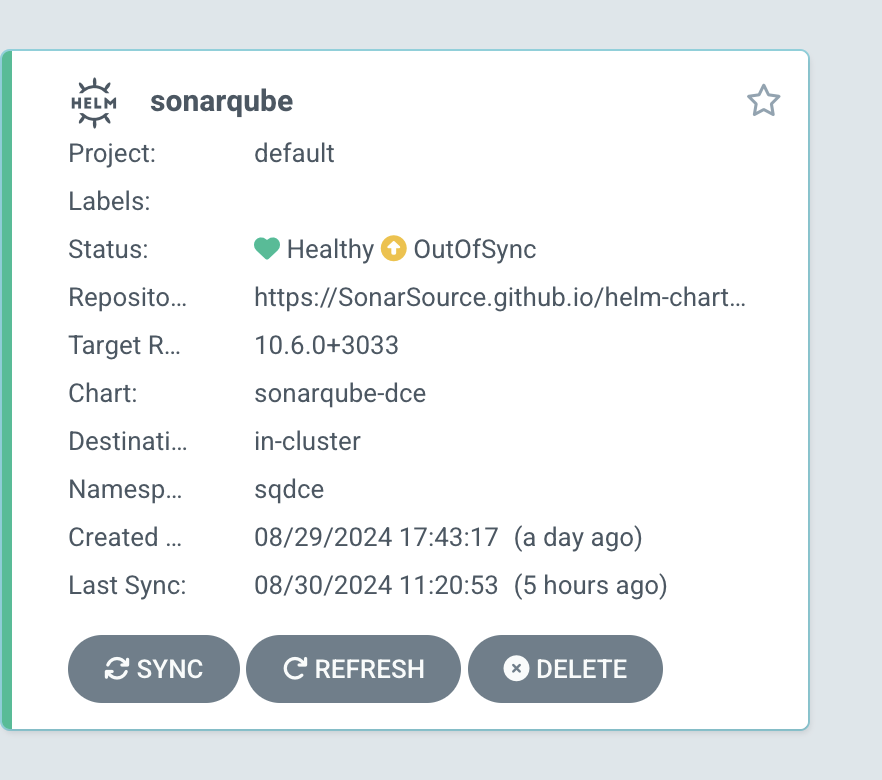 HELM sonarqube
Project: default
Labels:
Status: Healthy OutOfSync
Reposito... https://SonarSource.github.io/helm-chart...
Target R... 10.6.0+3033
Chart: sonarqube-dce
Destinati... in-cluster
Namesp... sqdce
Created ... 08/29/2024 17:43:17 (a day ago)
Last Sync: 08/30/2024 11:20:53 (5 hours ago)
SYNC REFRESH DELETE